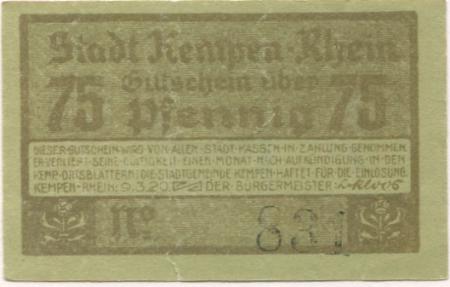 Stadt Kempen-Rhein
Gutschein über
75 Pfennig 75
DIESER GUTSCHEIN WIRD VON ALLEN STADT-KASSEN IN ZAHLUNG GENOMMEN
ER VERLIERT SEINE GÜLTIGKEIT EINEN MONAT NACH AUFKÜNDIGUNG IN DEN
KEMP. ORTSBLÄTTERN: DIE STADTGEMEINDE KEMPEN HAFTET FÜR DIE EINLÖSUNG.
KEMPEN-RHEIN: 9.3.20. DER BÜRGERMEISTER
No 831